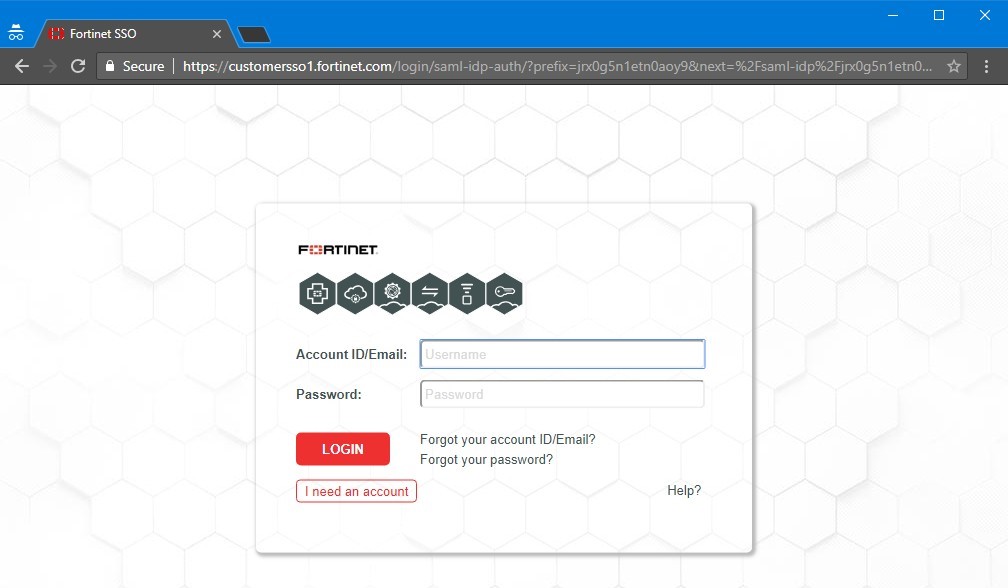 Fortinet SSO
Secure https://customersso1.fortinet.com/login/saml-idp-auth/?prefix=jrx0g5n1etn0aoy9&next=%2Fsaml-idp%2Fjrx0g5n1etn0...
FORTINET
Account ID/Email: Username
Password: Password
LOGIN Forgot your account ID/Email?
Forgot your password?
I need an account Help?